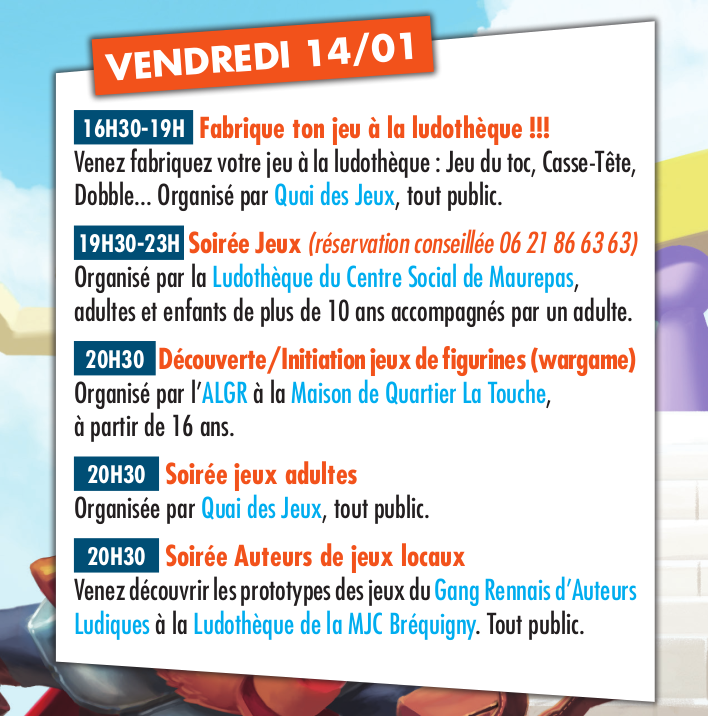 VENDREDI 14/01
16H30-19H Fabrique ton jeu à la ludothèque !!!
Venez fabriquez votre jeu à la ludothèque : Jeu du toc, Casse-Tête,
Dobble... Organisé par Quai des Jeux, tout public.
19H30-23H Soirée Jeux (réservation conseillée 06 21 86 63 63)
Organisé par la Ludothèque du Centre Social de Maurepas,
adultes et enfants de plus de 10 ans accompagnés par un adulte.
20H30 Découverte/Initiation jeux de figurines (wargame)
Organisé par l'ALGR à la Maison de Quartier La Touche,
à partir de 16 ans.
20H30 Soirée jeux adultes
Organisée par Quai des Jeux, tout public.
20H30 Soirée Auteurs de jeux locaux
Venez découvrir les prototypes des jeux du Gang Rennais d'Auteurs
Ludiques à la Ludothèque de la MJC Bréquigny. Tout public.